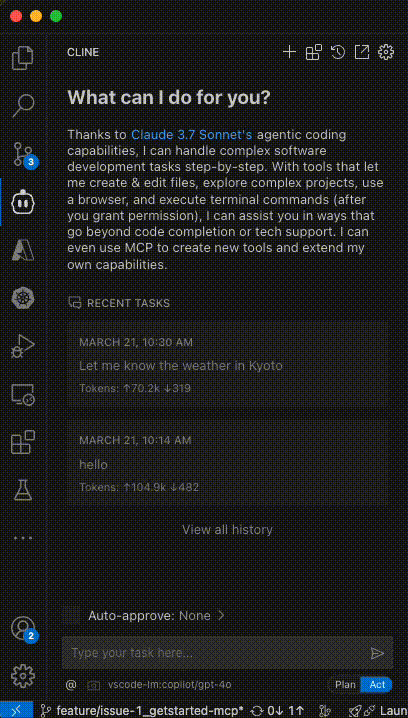 CLINE
What can I do for you?
Thanks to Claude 3.7 Sonnet's agentic coding
capabilities, I can handle complex software
development tasks step-by-step. With tools that let
me create & edit files, explore complex projects, use
a browser, and execute terminal commands (after
you grant permission), I can assist you in ways that
go beyond code completion or tech support. I can
even use MCP to create new tools and extend my
own capabilities.
RECENT TASKS
MARCH 21, 10:30 AM
Let me know the weather in Kyoto
Tokens: ↑70.2k ↓319
MARCH 21, 10:14 AM
hello
Tokens: ↑104.9k ↓482
View all history
3
2
Auto-approve: None >
Type your task here...
@ vscode-lm:copilot/gpt-4o Plan Act
feature/issue-1_getstarted-mcp* 0↓ 1↑ Laun